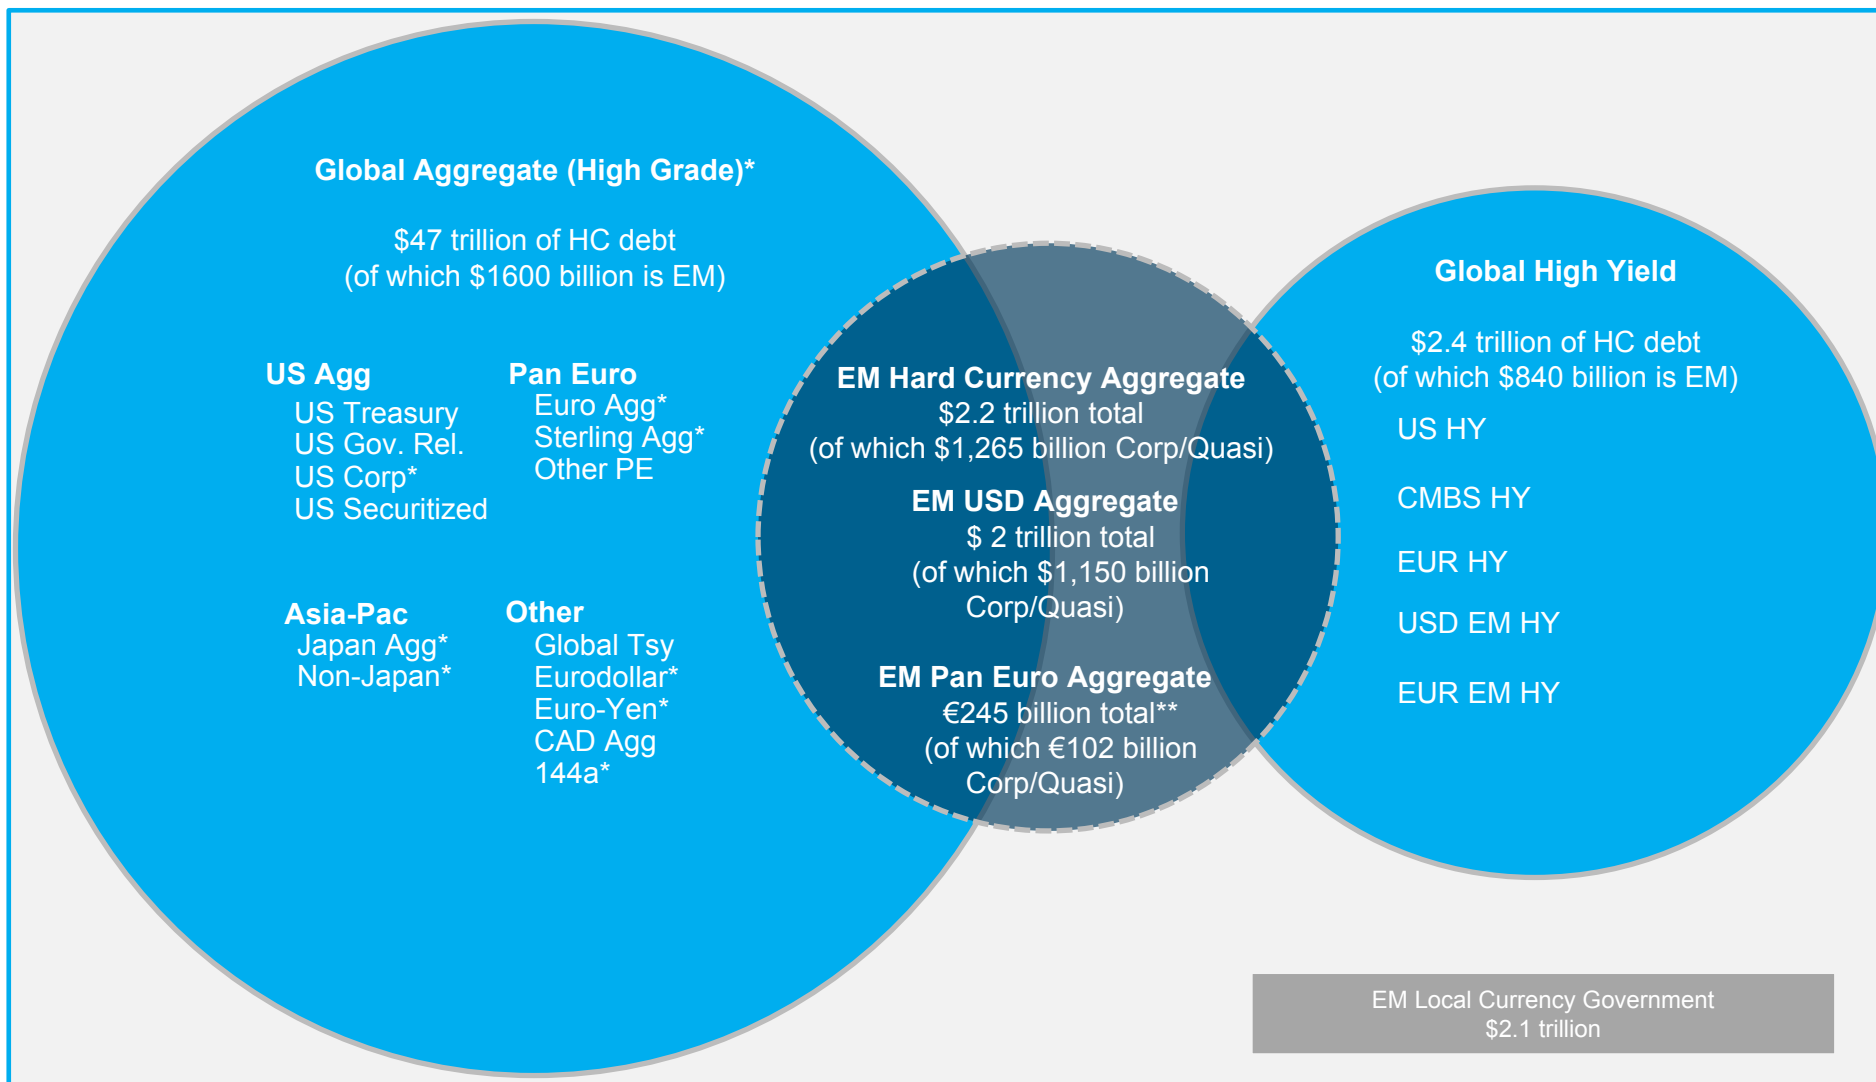 Global Aggregate (High Grade)*
$47 trillion of HC debt
(of which $1600 billion is EM)
US Agg
US Treasury
US Gov. Rel.
US Corp*
US Securitized
Pan Euro
Euro Agg*
Sterling Agg*
Other PE
Asia-Pac
Japan Agg*
Non-Japan*
Other
Global Tsy
Eurodollar*
Euro-Yen*
CAD Agg
144a*
EM Hard Currency Aggregate
$2.2 trillion total
(of which $1,265 billion Corp/Quasi)
EM USD Aggregate
$ 2 trillion total
(of which $1,150 billion
Corp/Quasi)
EM Pan Euro Aggregate
€245 billion total**
(of which €102 billion
Corp/Quasi)
Global High Yield
$2.4 trillion of HC debt
(of which $840 billion is EM)
US HY
CMBS HY
EUR HY
USD EM HY
EUR EM HY
EM Local Currency Government
$2.1 trillion